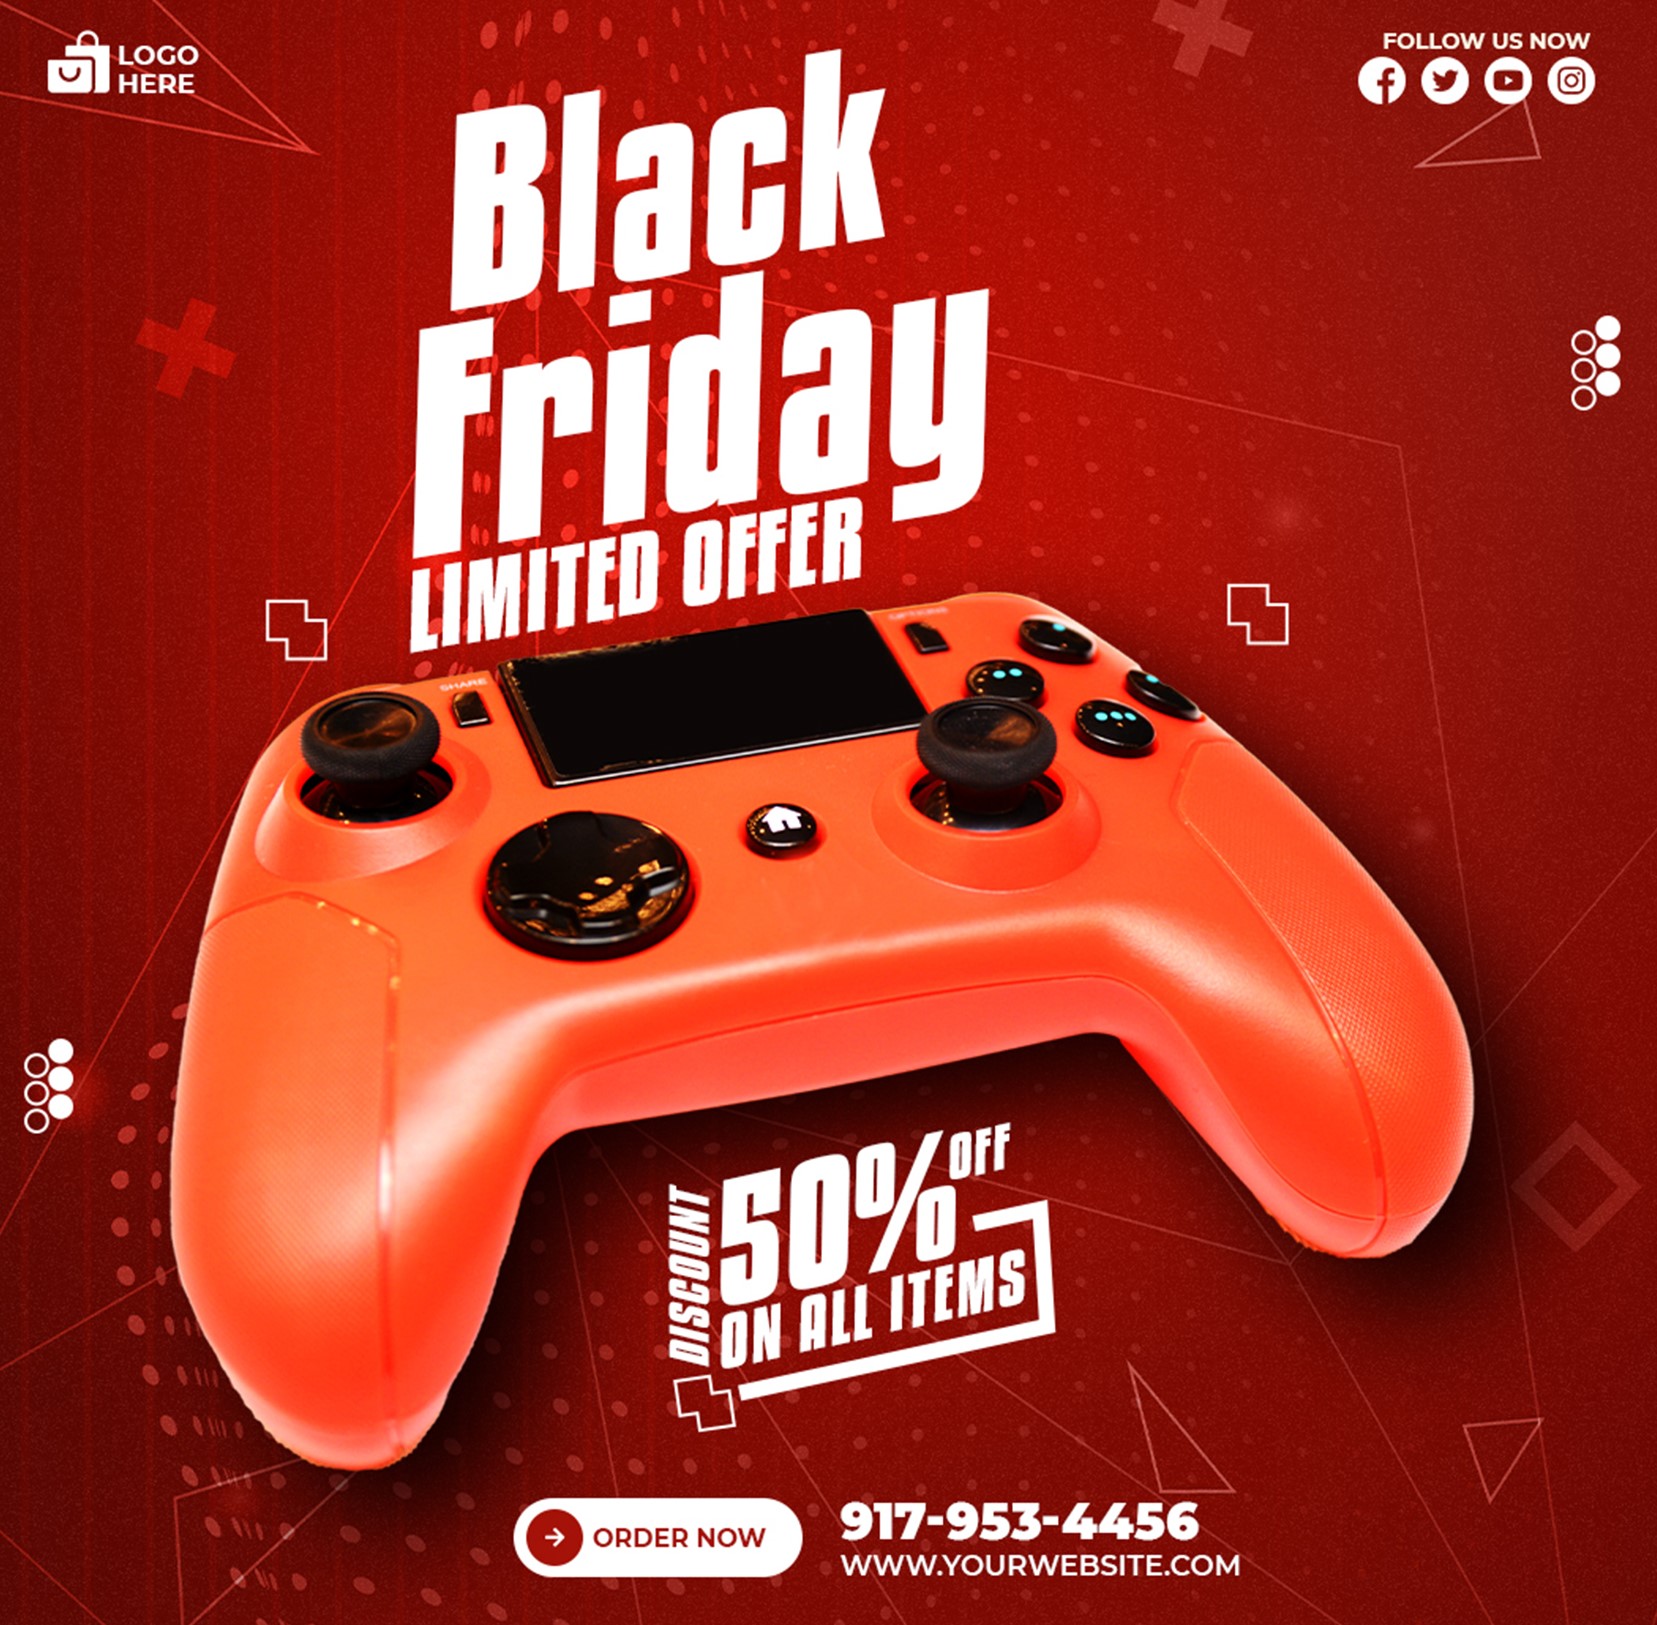 LOGO
HERE
FOLLOW US NOW
Black
Friday
LIMITED OFFER
SHARE
OPTIONS
DISCOUNT
50% OFF
ON ALL ITEMS
ORDER NOW
917-953-4456
WWW.YOURWEBSITE.COM